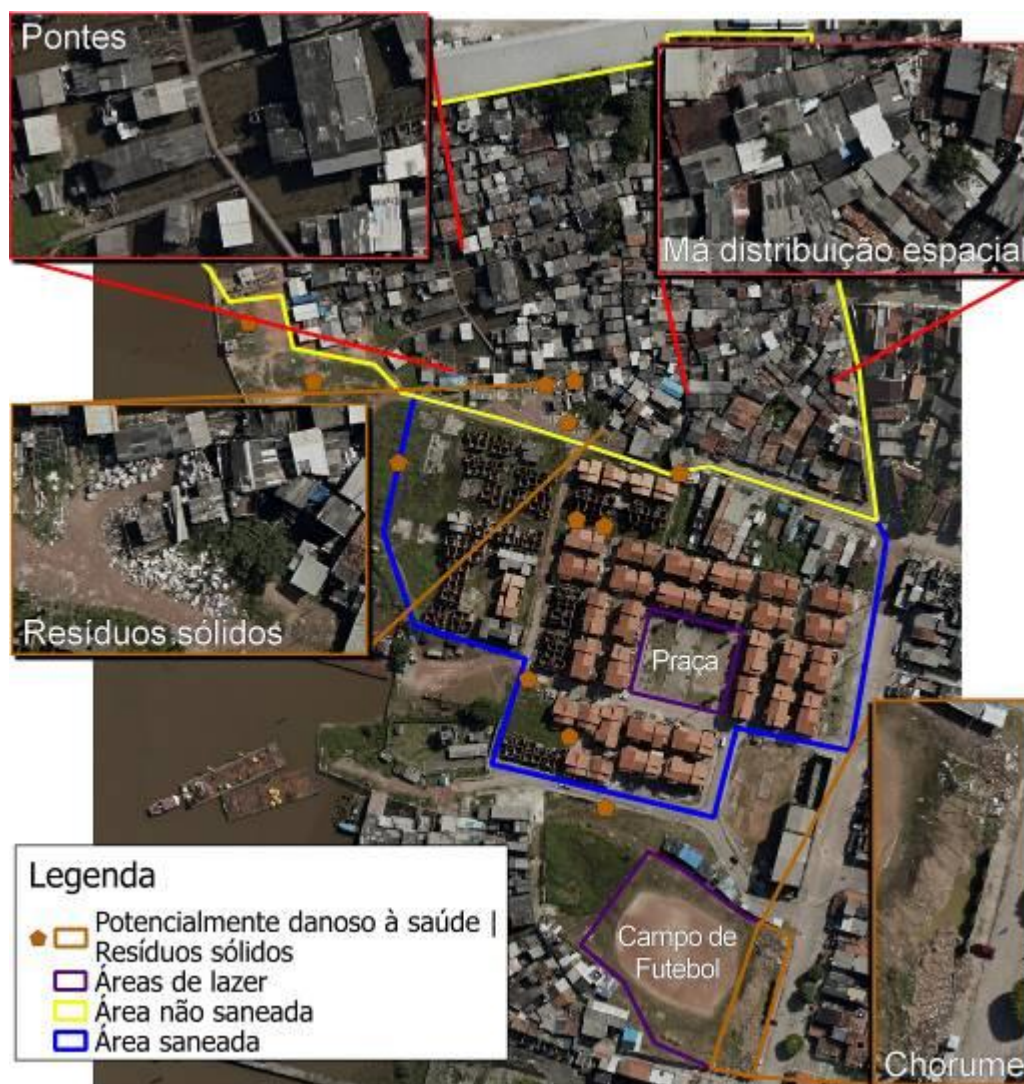 Pontes
Má distribuição espacial
Resíduos sólidos
Praça
Campo de
Futebol
Chorume
Legenda
Potencialmente danoso à saúde |
Resíduos sólidos
Áreas de lazer
Área não saneada
Área saneada